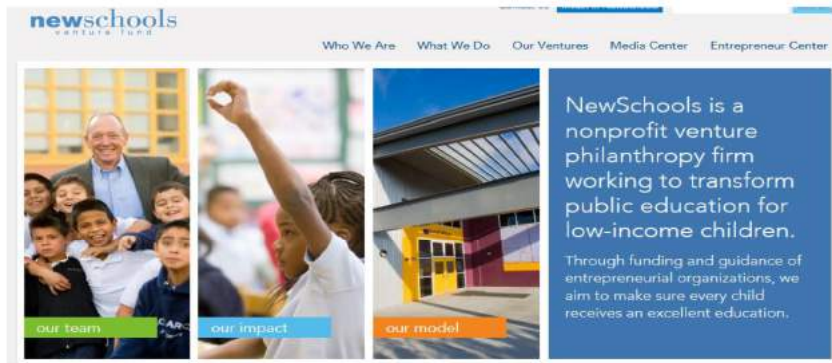 newschools
venture fund
Who We Are What We Do Our Ventures Media Center Entrepreneur Center
our team
our impact
our model
NewSchools is a
nonprofit venture
philanthropy firm
working to transform
public education for
low-income children.
Through funding and guidance of
entrepreneurial organizations, we
aim to make sure every child
receives an excellent education.